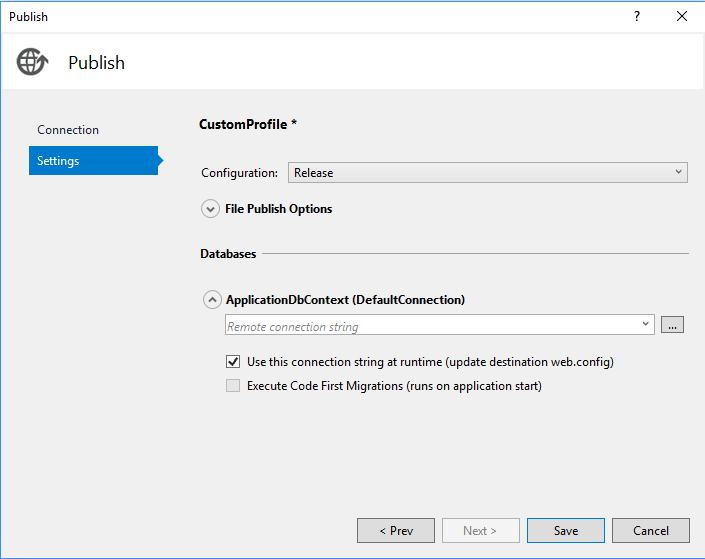 Publish
?
Publish
Connection
Settings
CustomProfile *
Configuration: Release
File Publish Options
Databases
ApplicationDbContext (DefaultConnection)
Remote connection string
...
Use this connection string at runtime (update destination web.config)
Execute Code First Migrations (runs on application start)
< Prev Next > Save Cancel